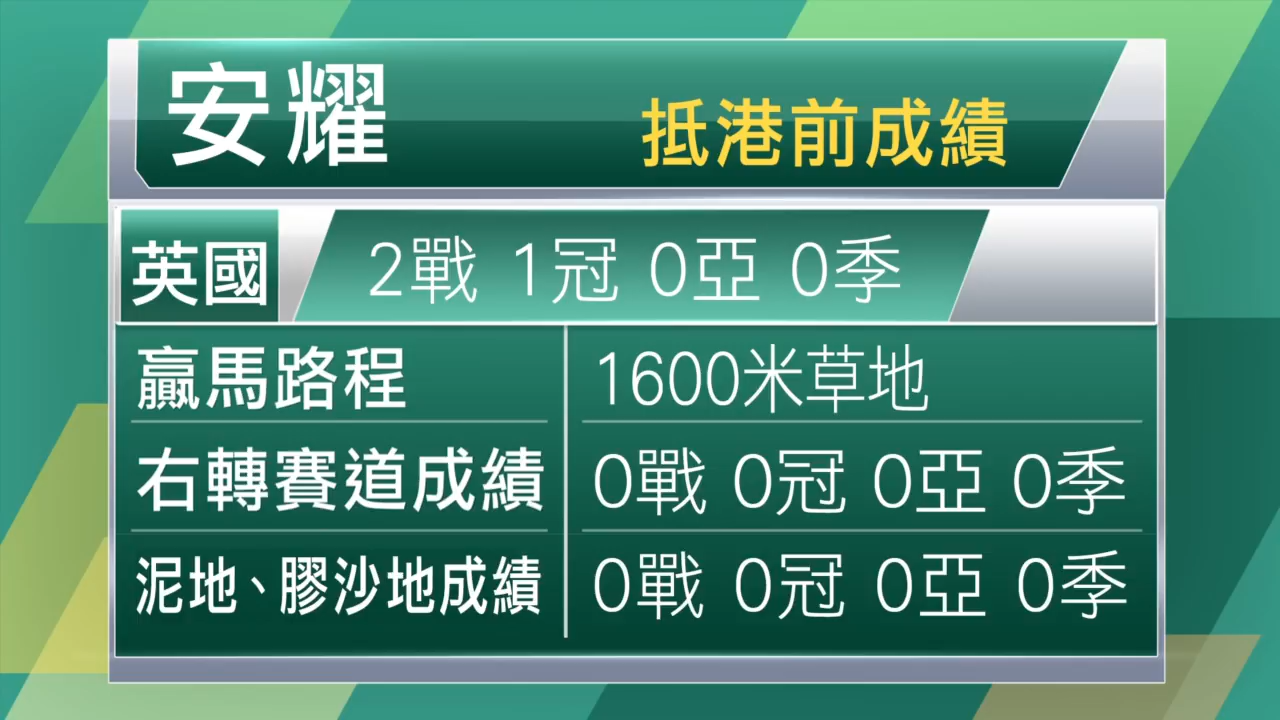 安耀 抵港前成績
英國 2戰 1冠 0亞 0季
贏馬路程 1600米草地
右轉賽道成績 0戰 0冠 0亞 0季
泥地、膠沙地成績 0戰 0冠 0亞 0季